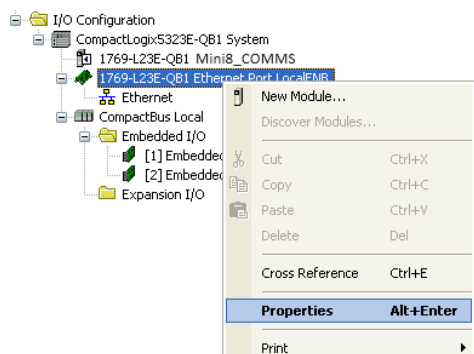 I/O Configuration
CompactLogix5323E-QB1 System
1769-L23E-QB1 Mini8_COMMS
1769-L23E-QB1 Ethernet Port LocalENB
Ethernet
CompactBus Local
Embedded I/O
[1] Embedded
[2] Embedded
Expansion I/O
New Module...
Discover Modules...
Cut Ctrl+X
Copy Ctrl+C
Paste Ctrl+V
Delete Del
Cross Reference Ctrl+E
Properties Alt+Enter
Print